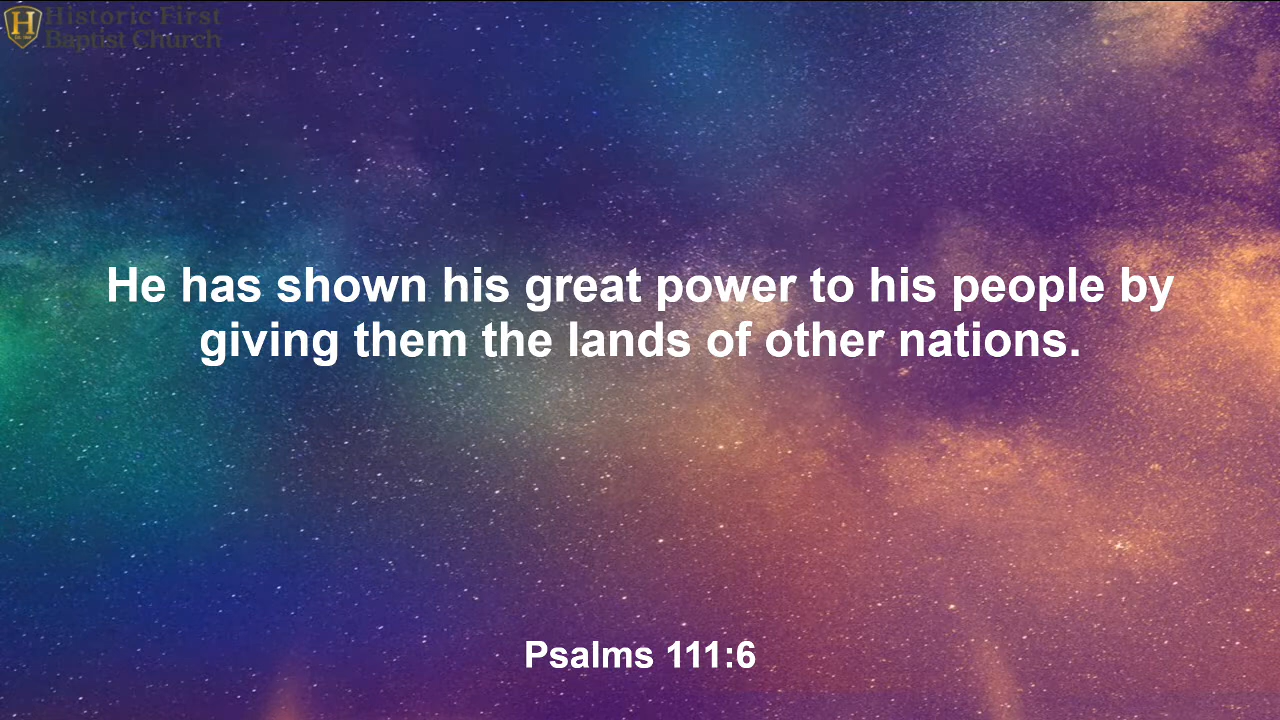 Historic First
Baptist Church
He has shown his great power to his people by
giving them the lands of other nations.
Psalms 111:6